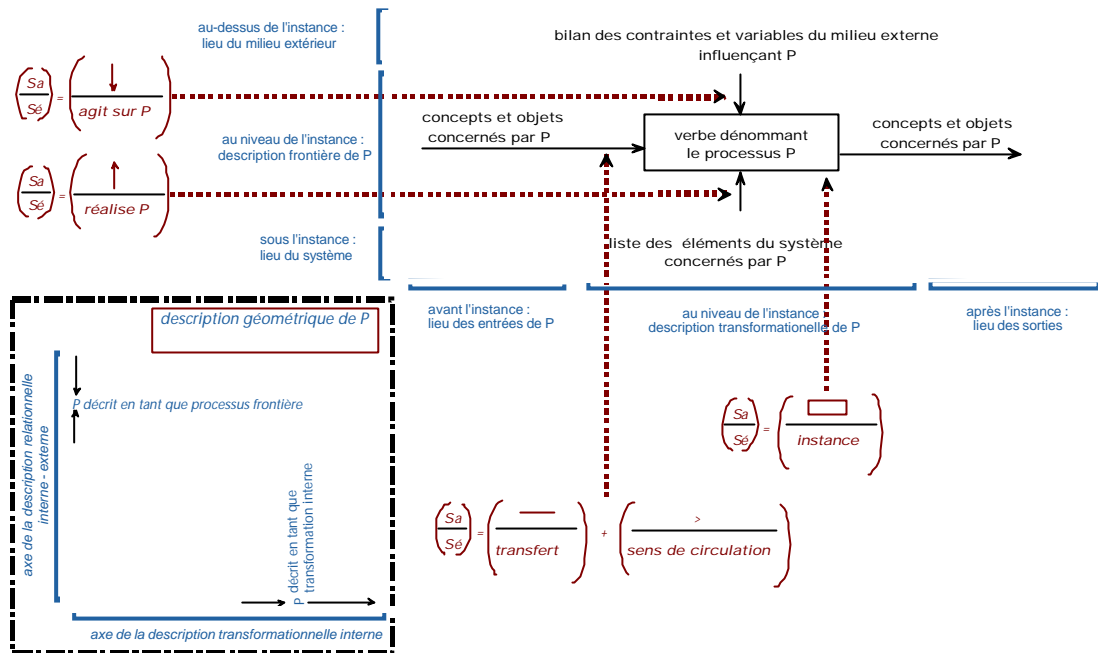 au-dessus de l'instance :
lieu du milieu extérieur
bilan des contraintes et variables du milieu externe
influençant P
Sa
Sé
=
agit sur P
au niveau de l'instance :
description frontière de P
concepts et objets
concernés par P
verbe dénommant
le processus P
concepts et objets
concernés par P
Sa
Sé
=
réalise P
sous l'instance :
lieu du système
liste des éléments du système
concernés par P
avant l'instance :
lieu des entrées de P
au niveau de l'instance :
description transformationelle de P
après l'instance :
lieu des sorties
description géométrique de P
P décrit en tant que processus frontière
axe de la description relationnelle
interne - externe
P décrit en tant que
transformation interne
axe de la description transformationnelle interne
Sa
Sé
=
instance
Sa
Sé
=
transfert
+
>
sens de circulation